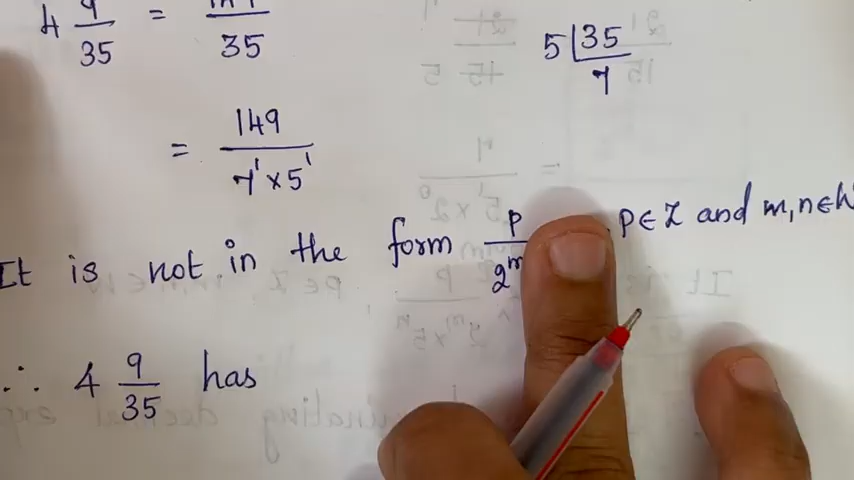 4 9/35 = 149/35
5 | 35
7
= 149/7¹×5¹
It is not in the form P/2ᵐ , P∈Z and m,n∈W
∴ 4 9/35 has